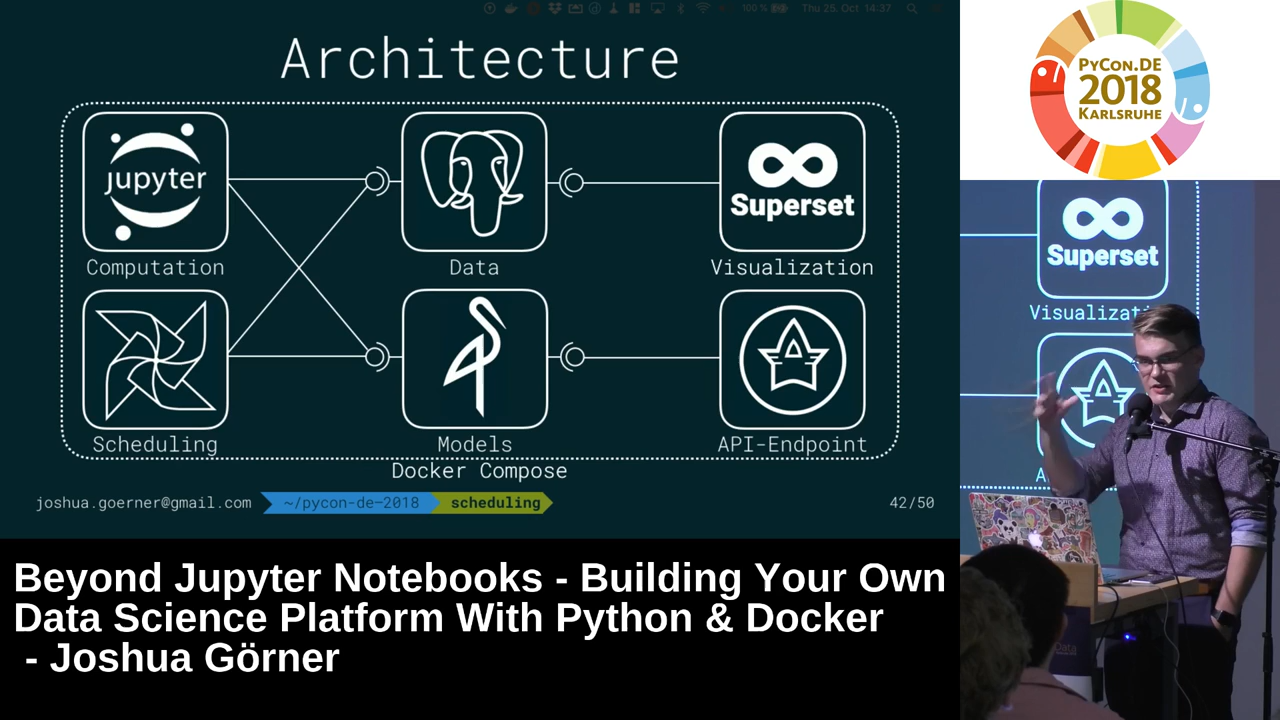 100 %
Thu 25. Oct 14:37
Architecture
jupyter
Superset
Computation
Data
Visualization
Scheduling
Models
API-Endpoint
Docker Compose
joshua.goerner@gmail.com
~/pycon-de-2018
scheduling
42/50
PYCON.DE
2018
KARLSRUHE
Superset
Visualizati
A
Data
Beyond Jupyter Notebooks - Building Your Own
Data Science Platform With Python & Docker
- Joshua Görner